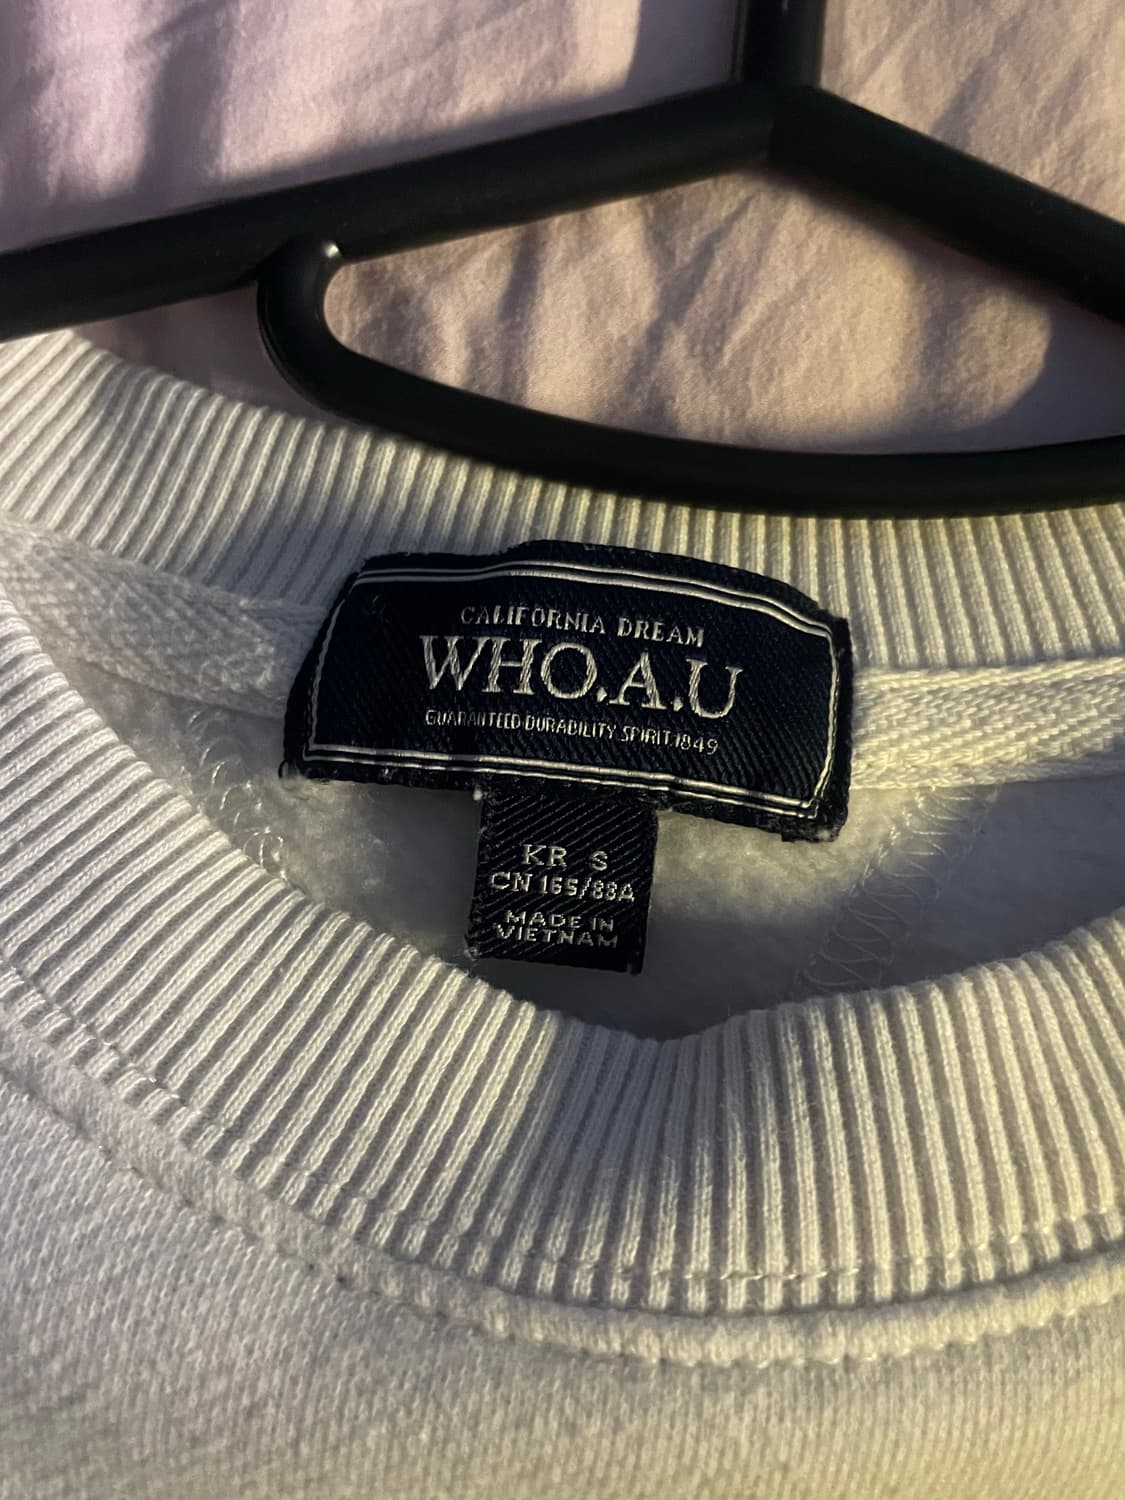 CALIFORNIA DREAM
WHO.A.U
GUARANTEED DURABILITY SPIRIT.1849
KR S
CN 165/88A
MADE IN
VIETNAM